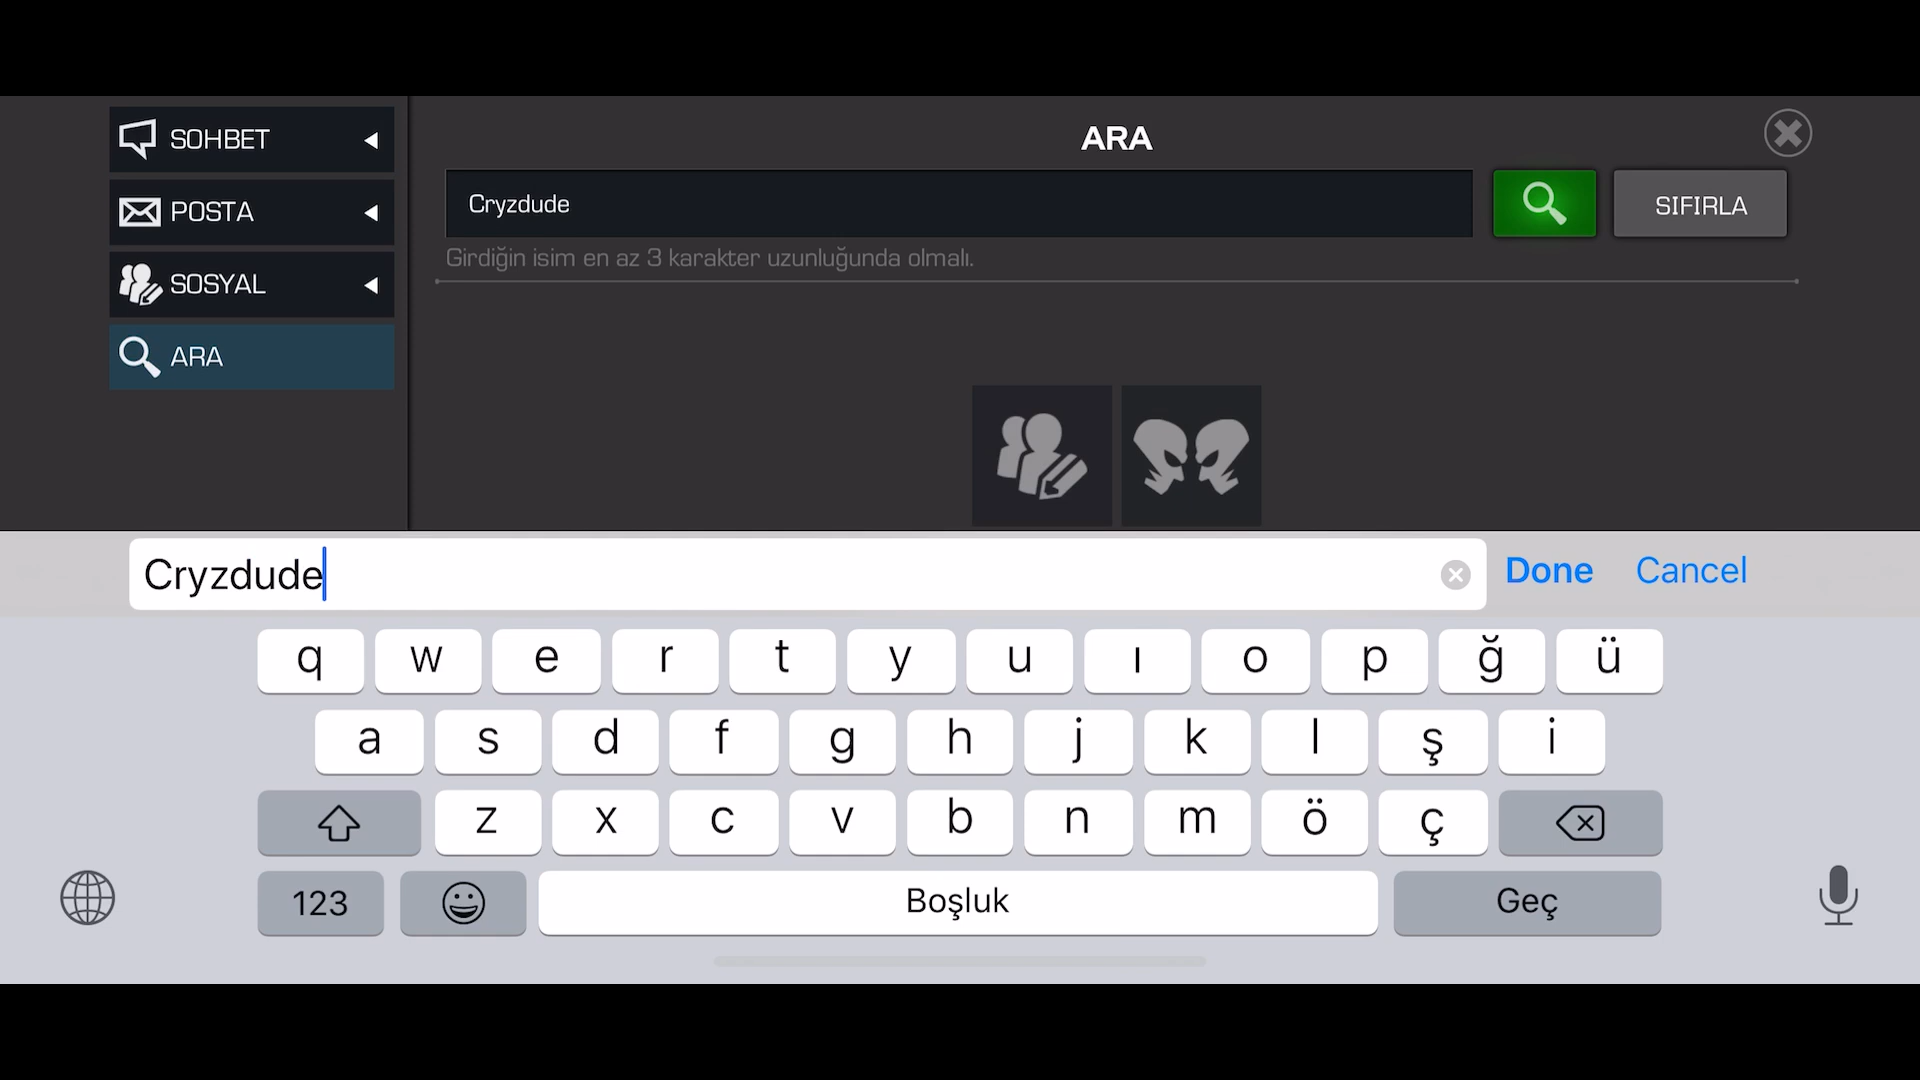 SOHBET
POSTA
SOSYAL
ARA
ARA
Cryzdude
SIFIRLA
Girdiğin isim en az 3 karakter uzunluğunda olmalı.
Cryzdude
Done
Cancel
q w e r t y u ı o p ğ ü
a s d f g h j k l ş i
z x c v b n m ö ç
123
Boşluk
Geç